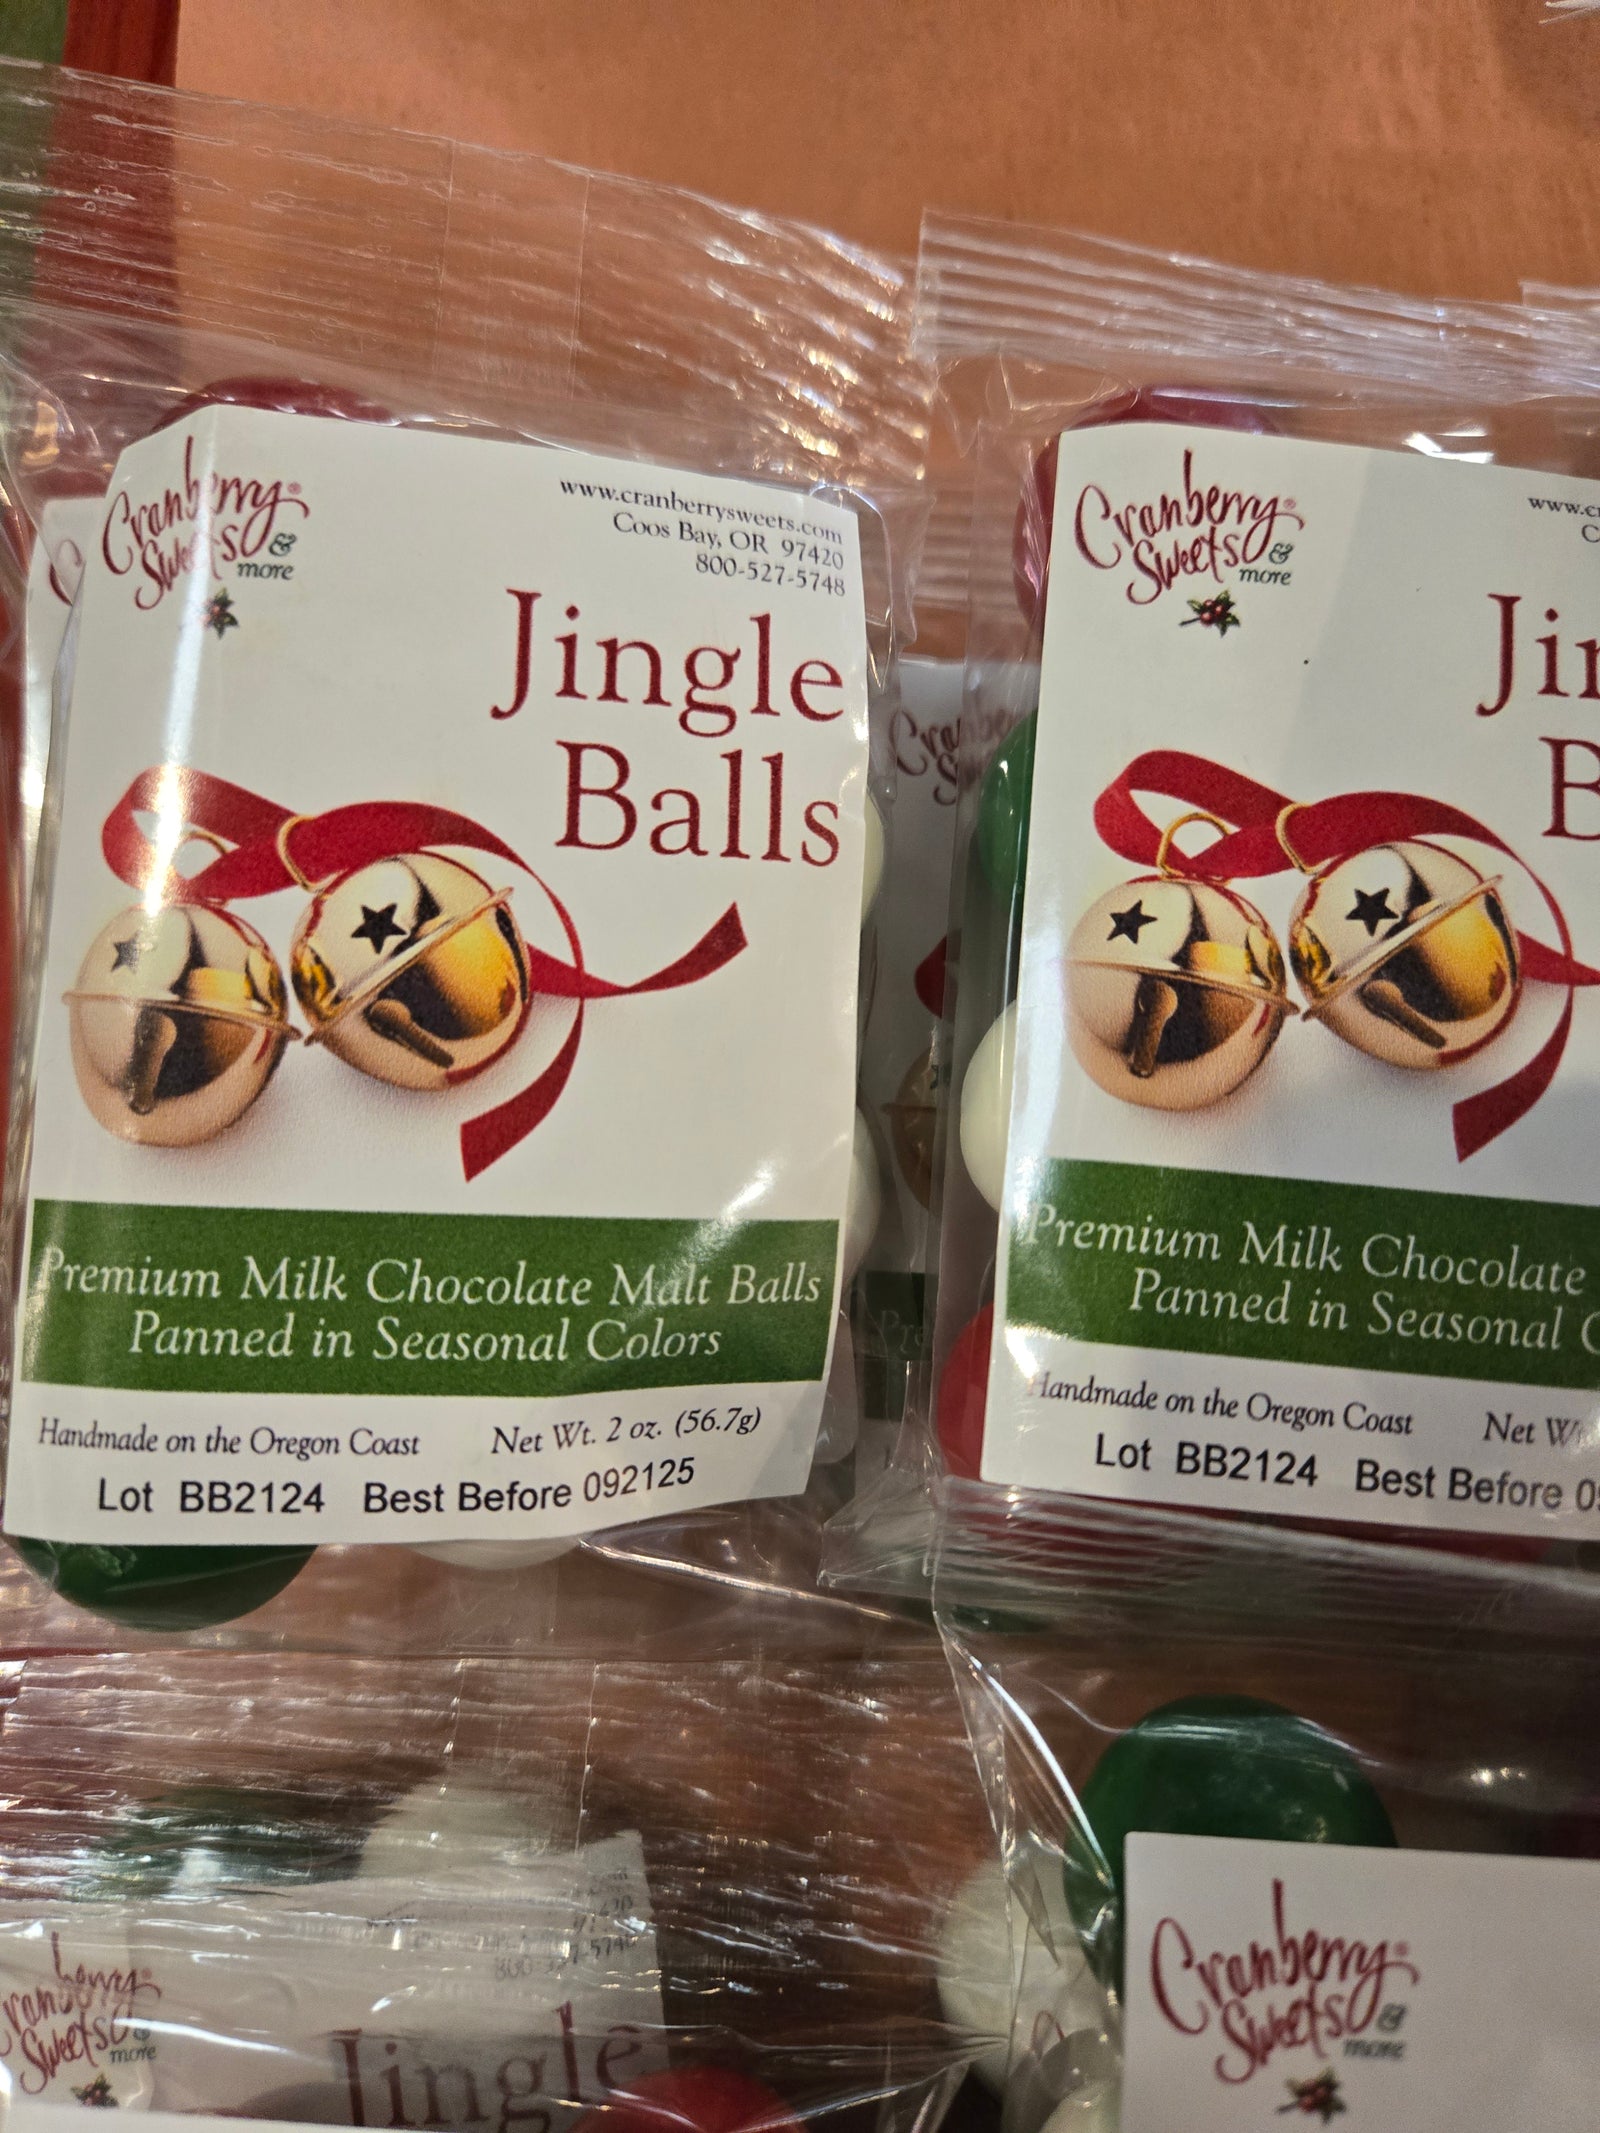 Cranberry®
Sweets &
more
www.cranberrysweets.com
Coos Bay, OR 97420
800-527-5748
Jingle
Balls
Premium Milk Chocolate Malt Balls
Panned in Seasonal Colors
Handmade on the Oregon Coast Net Wt. 2 oz. (56.7g)
Lot BB2124 Best Before 092125
Cranberry®
Sweets &
more
Premium Milk Chocolate
Panned in Seasonal
Handmade on the Oregon Coast Net
Lot BB2124 Best Before
Cranberry
Sweets &
more
Jingle
Cranberry®
Sweets &
more